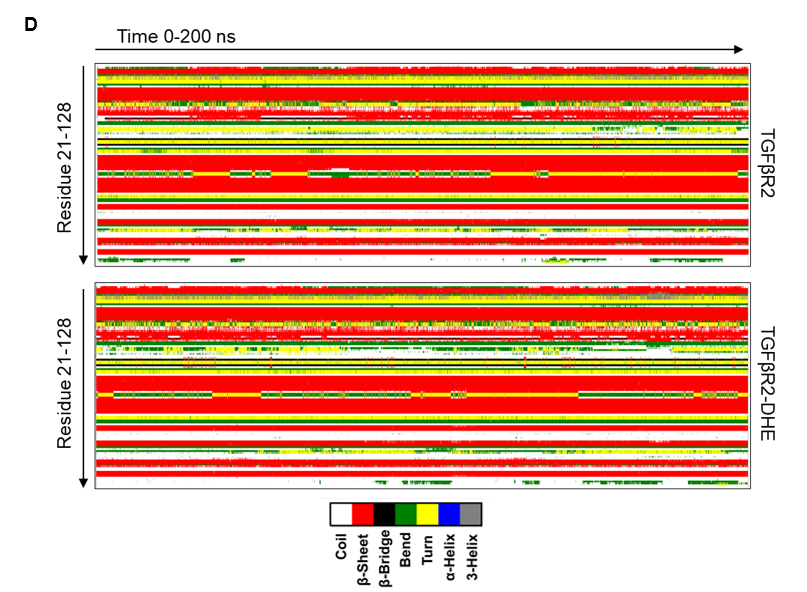 D
Time 0-200 ns
Residue 21-128
TGFβR2
Residue 21-128
TGFβR2-DHE
Coil
β-Sheet
β-Bridge
Bend
Turn
α-Helix
3-Helix